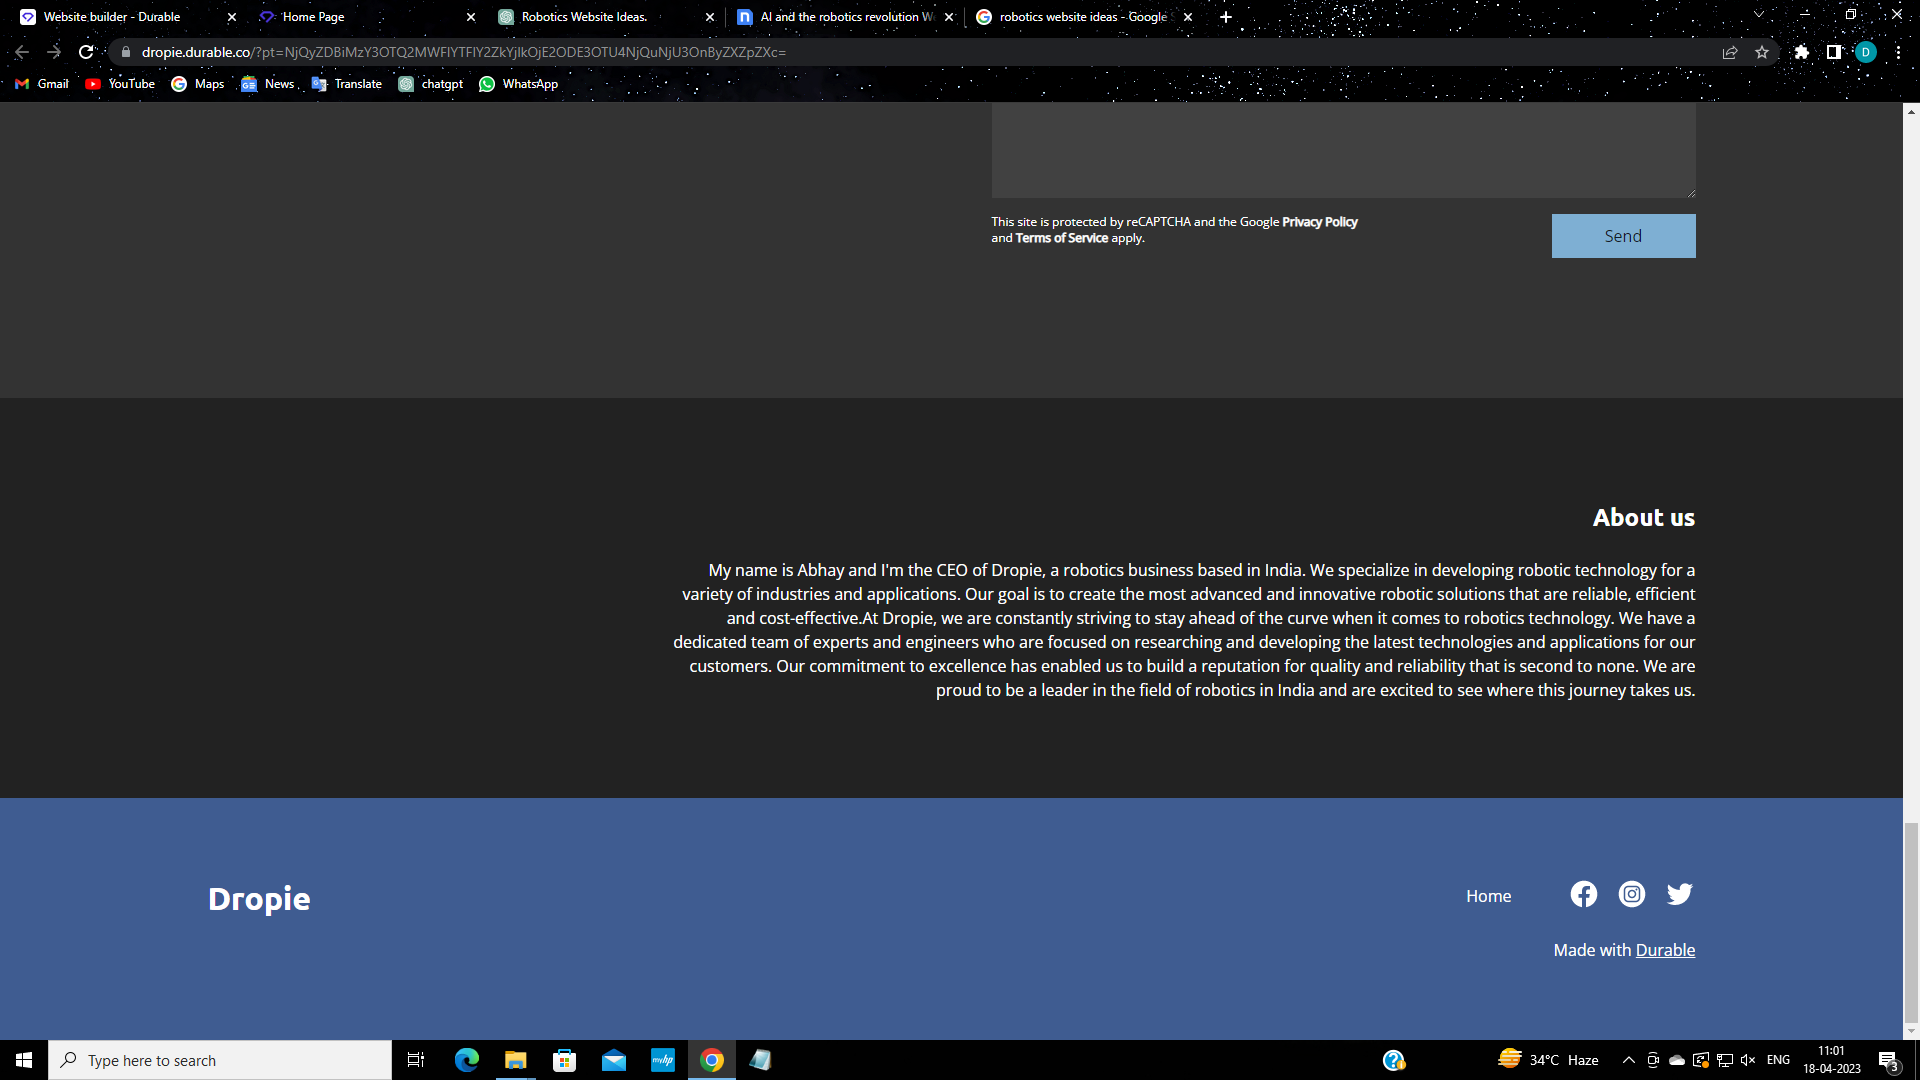 Website builder - Durable
Home Page
Robotics Website Ideas.
AI and the robotics revolution W
robotics website ideas - Google S
dropie.durable.co/?pt=NjQyZDBiMzY3OTQ2MWFlYTFlY2ZkYjlkOjE2ODE3OTU4NjQuNjU3OnByZXZpZXc=
D
Gmail
YouTube
Maps
News
Translate
chatgpt
WhatsApp
This site is protected by reCAPTCHA and the Google Privacy Policy
and Terms of Service apply.
Send
About us
My name is Abhay and I'm the CEO of Dropie, a robotics business based in India. We specialize in developing robotic technology for a
variety of industries and applications. Our goal is to create the most advanced and innovative robotic solutions that are reliable, efficient
and cost-effective.At Dropie, we are constantly striving to stay ahead of the curve when it comes to robotics technology. We have a
dedicated team of experts and engineers who are focused on researching and developing the latest technologies and applications for our
customers. Our commitment to excellence has enabled us to build a reputation for quality and reliability that is second to none. We are
proud to be a leader in the field of robotics in India and are excited to see where this journey takes us.
Dropie
Home
Made with Durable
Type here to search
myhp
34°C Haze
ENG
11:01
18-04-2023
3